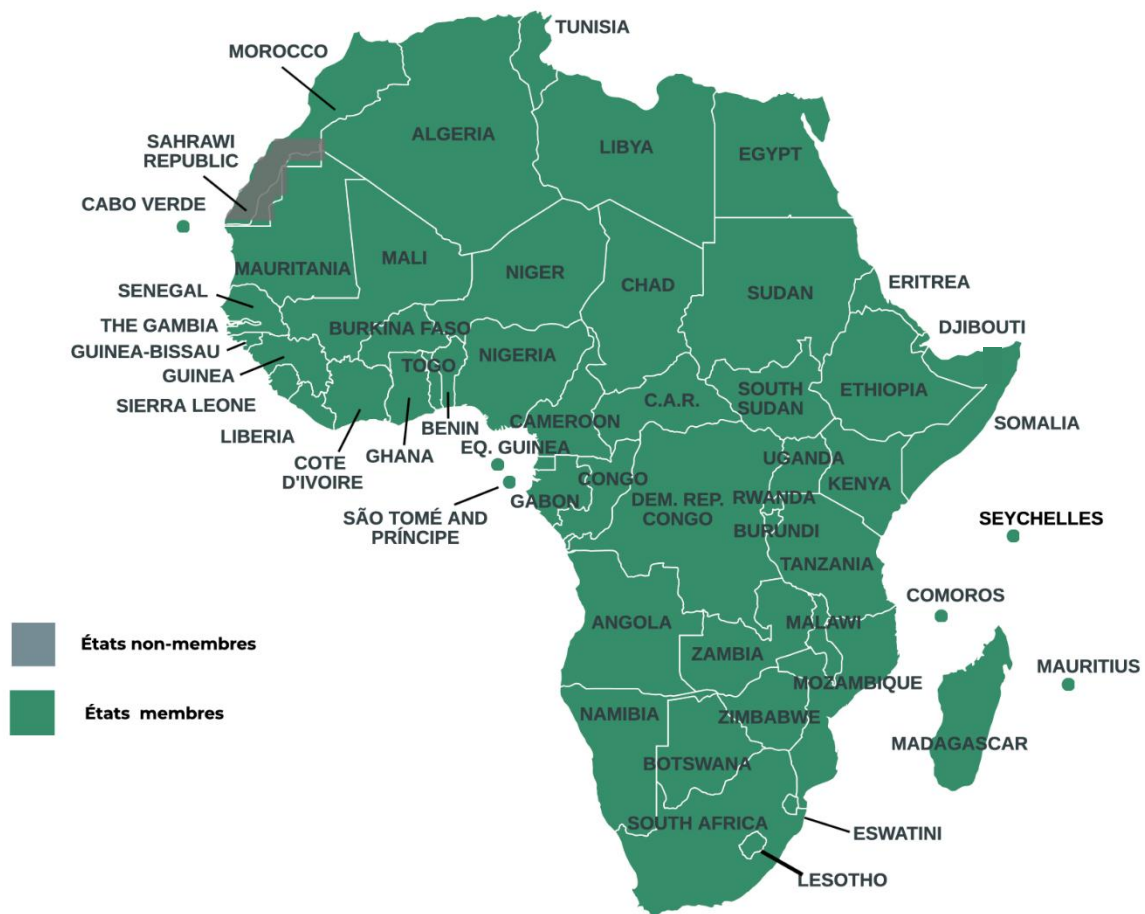 TUNISIA
MOROCCO
ALGERIA
LIBYA
EGYPT
SAHRAWI
REPUBLIC
CABO VERDE
MAURITANIA
MALI
NIGER
CHAD
SUDAN
ERITREA
SENEGAL
THE GAMBIA
BURKINA FASO
DJIBOUTI
GUINEA-BISSAU
NIGERIA
GUINEA
TOGO
SOUTH
SUDAN
ETHIOPIA
C.A.R.
SIERRA LEONE
SOMALIA
LIBERIA
BENIN
CAMEROON
GHANA
EQ. GUINEA
COTE
D'IVOIRE
UGANDA
KENYA
CONGO
GABON
DEM. REP.
CONGO
RWANDA
SÃO TOMÉ AND
PRÍNCIPE
BURUNDI
SEYCHELLES
TANZANIA
COMOROS
ANGOLA
MALAWI
États non-membres
ZAMBIA
MAURITIUS
MOZAMBIQUE
États membres
NAMIBIA
ZIMBABWE
MADAGASCAR
BOTSWANA
SOUTH AFRICA
ESWATINI
LESOTHO